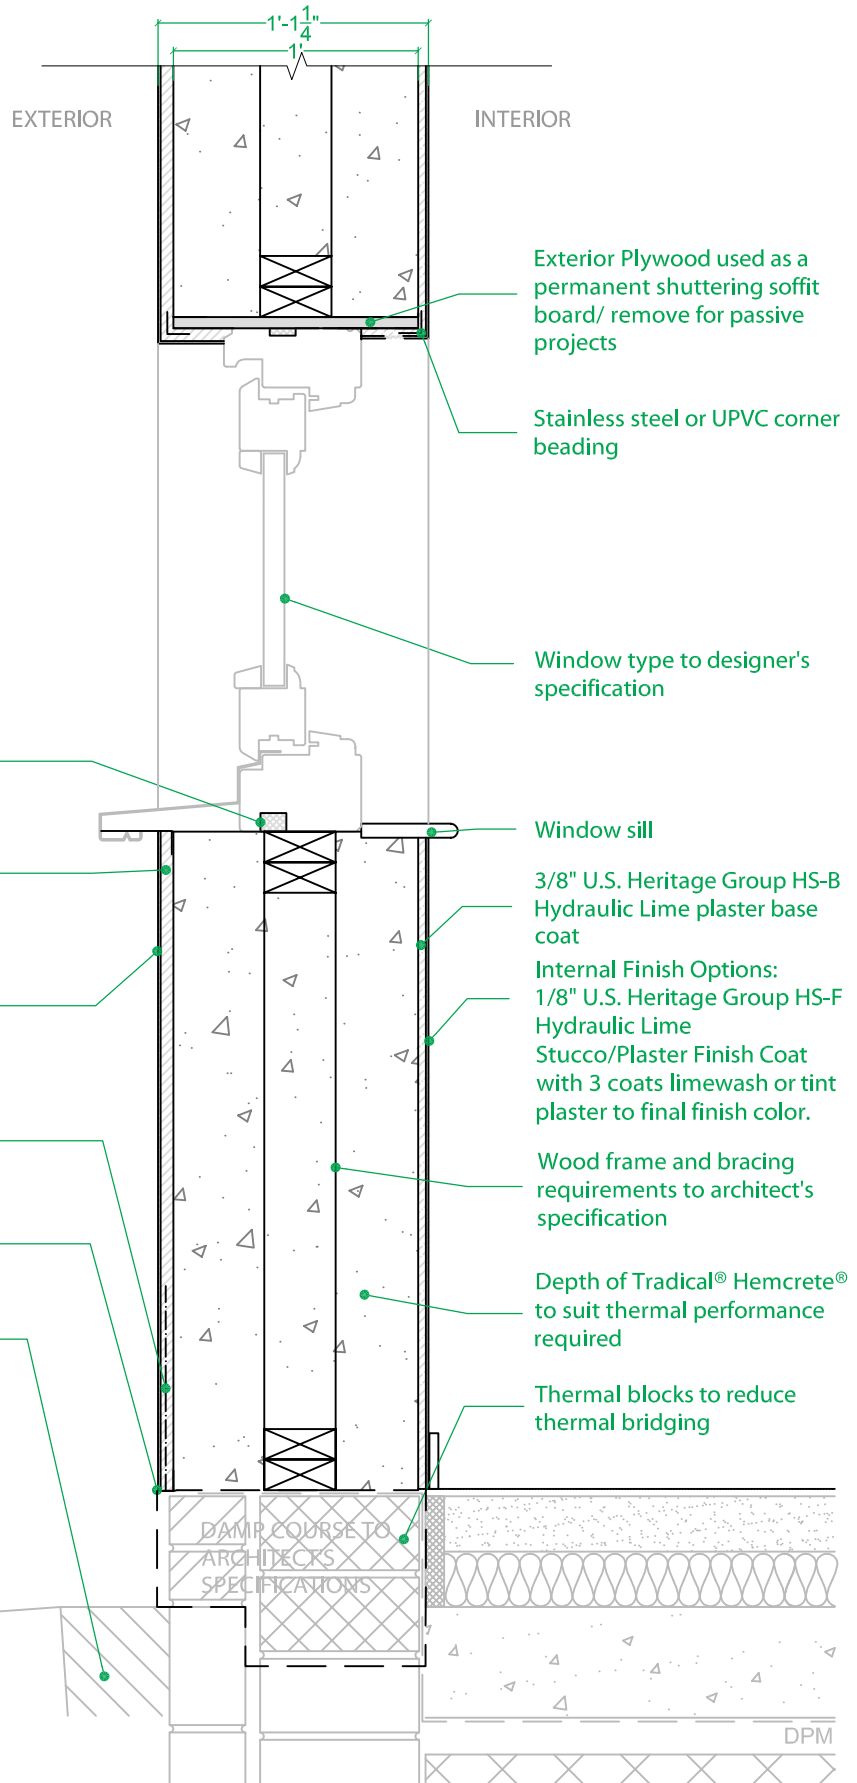 1'-1 1/4"
1'
EXTERIOR
INTERIOR
Exterior Plywood used as a
permanent shuttering soffit
board/ remove for passive
projects
Stainless steel or UPVC corner
beading
Window type to designer's
specification
Window sill
3/8" U.S. Heritage Group HS-B
Hydraulic Lime plaster base
coat
Internal Finish Options:
1/8" U.S. Heritage Group HS-F
Hydraulic Lime
Stucco/Plaster Finish Coat
with 3 coats limewash or tint
plaster to final finish color.
Wood frame and bracing
requirements to architect's
specification
Depth of Tradical® Hemcrete®
to suit thermal performance
required
Thermal blocks to reduce
thermal bridging
DAMP COURSE TO
ARCHITECTS
SPECIFICATIONS
DPM